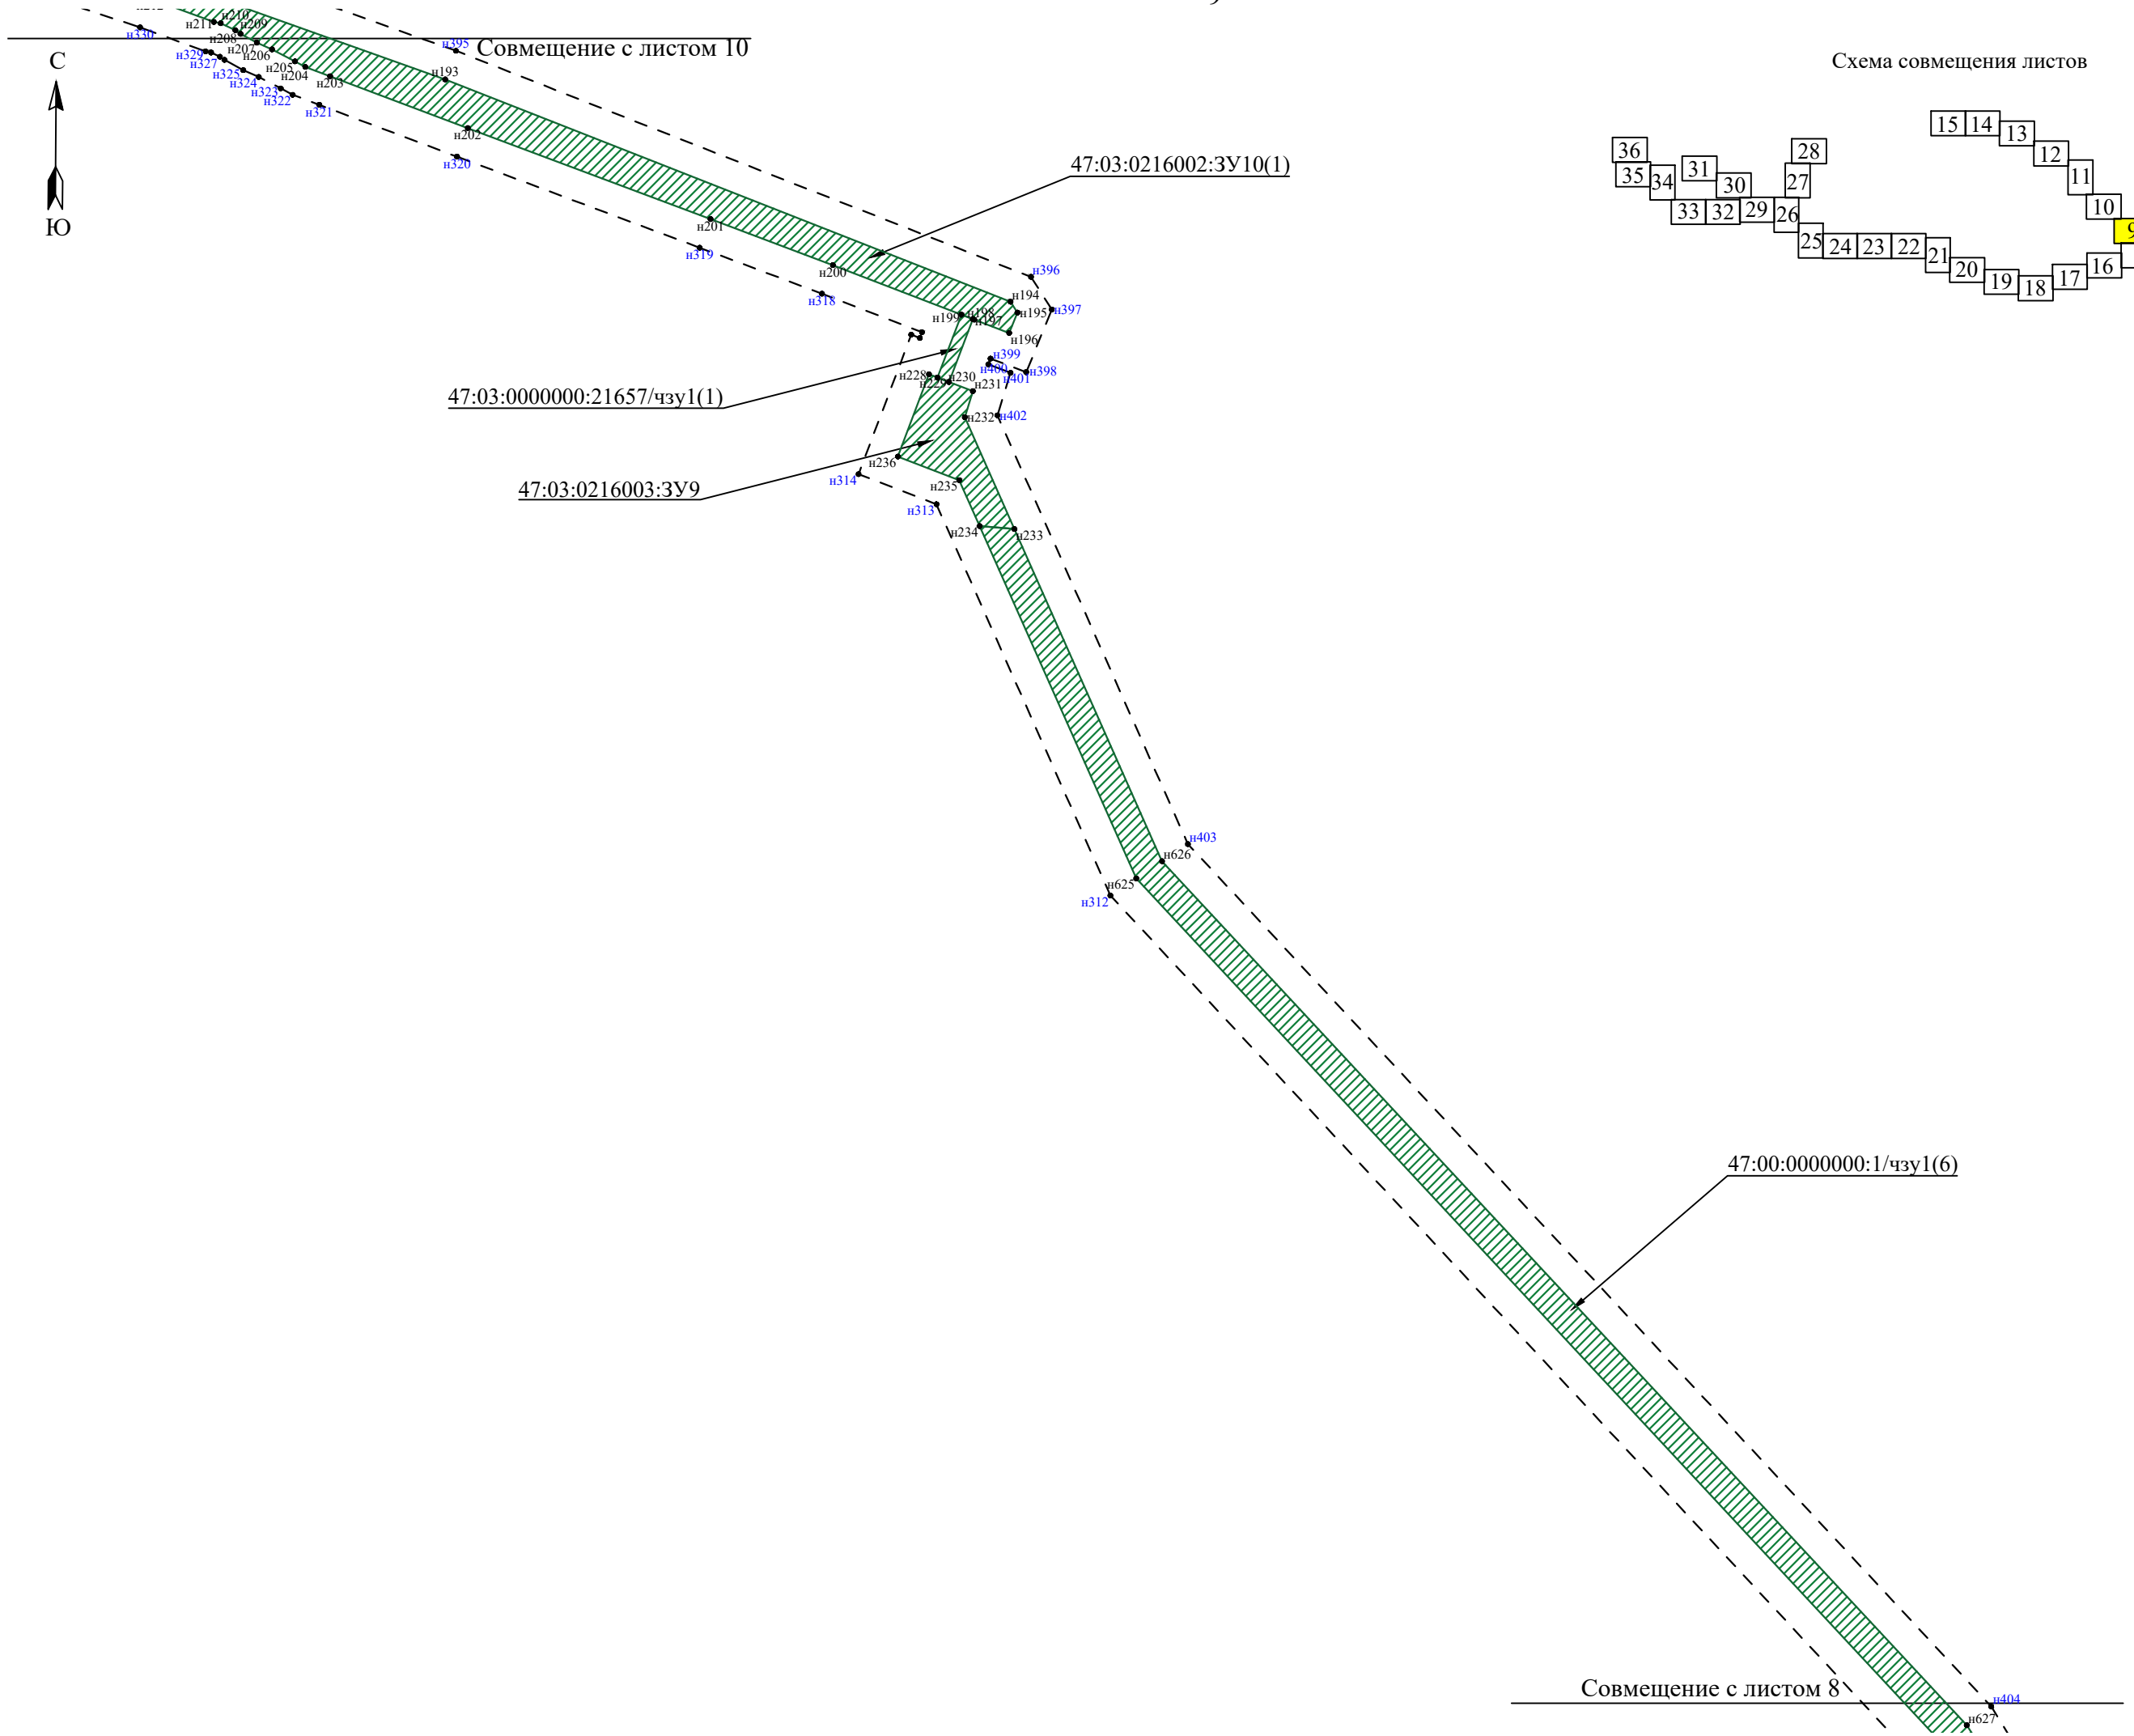 н210
н211
н209
н330
н208
н395
Совмещение с листом 10
н207
н329
н206
н327
С
Схема совмещения листов
н205
н193
н325
н204
н324
н203
н323
н322
н321
15 14 13
н202
36 28 12
н320
47:03:0216002:ЗУ10(1)
31
35 34 30 27 11
10
33 32 29 26
Ю
н201
9
25 24 23 22 21
н319
20 16
н200
н396
19 18 17
н318
н194
н199
н198
н195
н397
н197
н196
н399
н400
н398
н228
н230
н401
н229
н231
47:03:0000000:21657/чзу1(1)
н232
н402
н236
н314
н235
47:03:0216003:ЗУ9
н313
н234
н233
н403
н626
н625
н312
47:00:0000000:1/чзу1(6)
Совмещение с листом 8
н404
н627